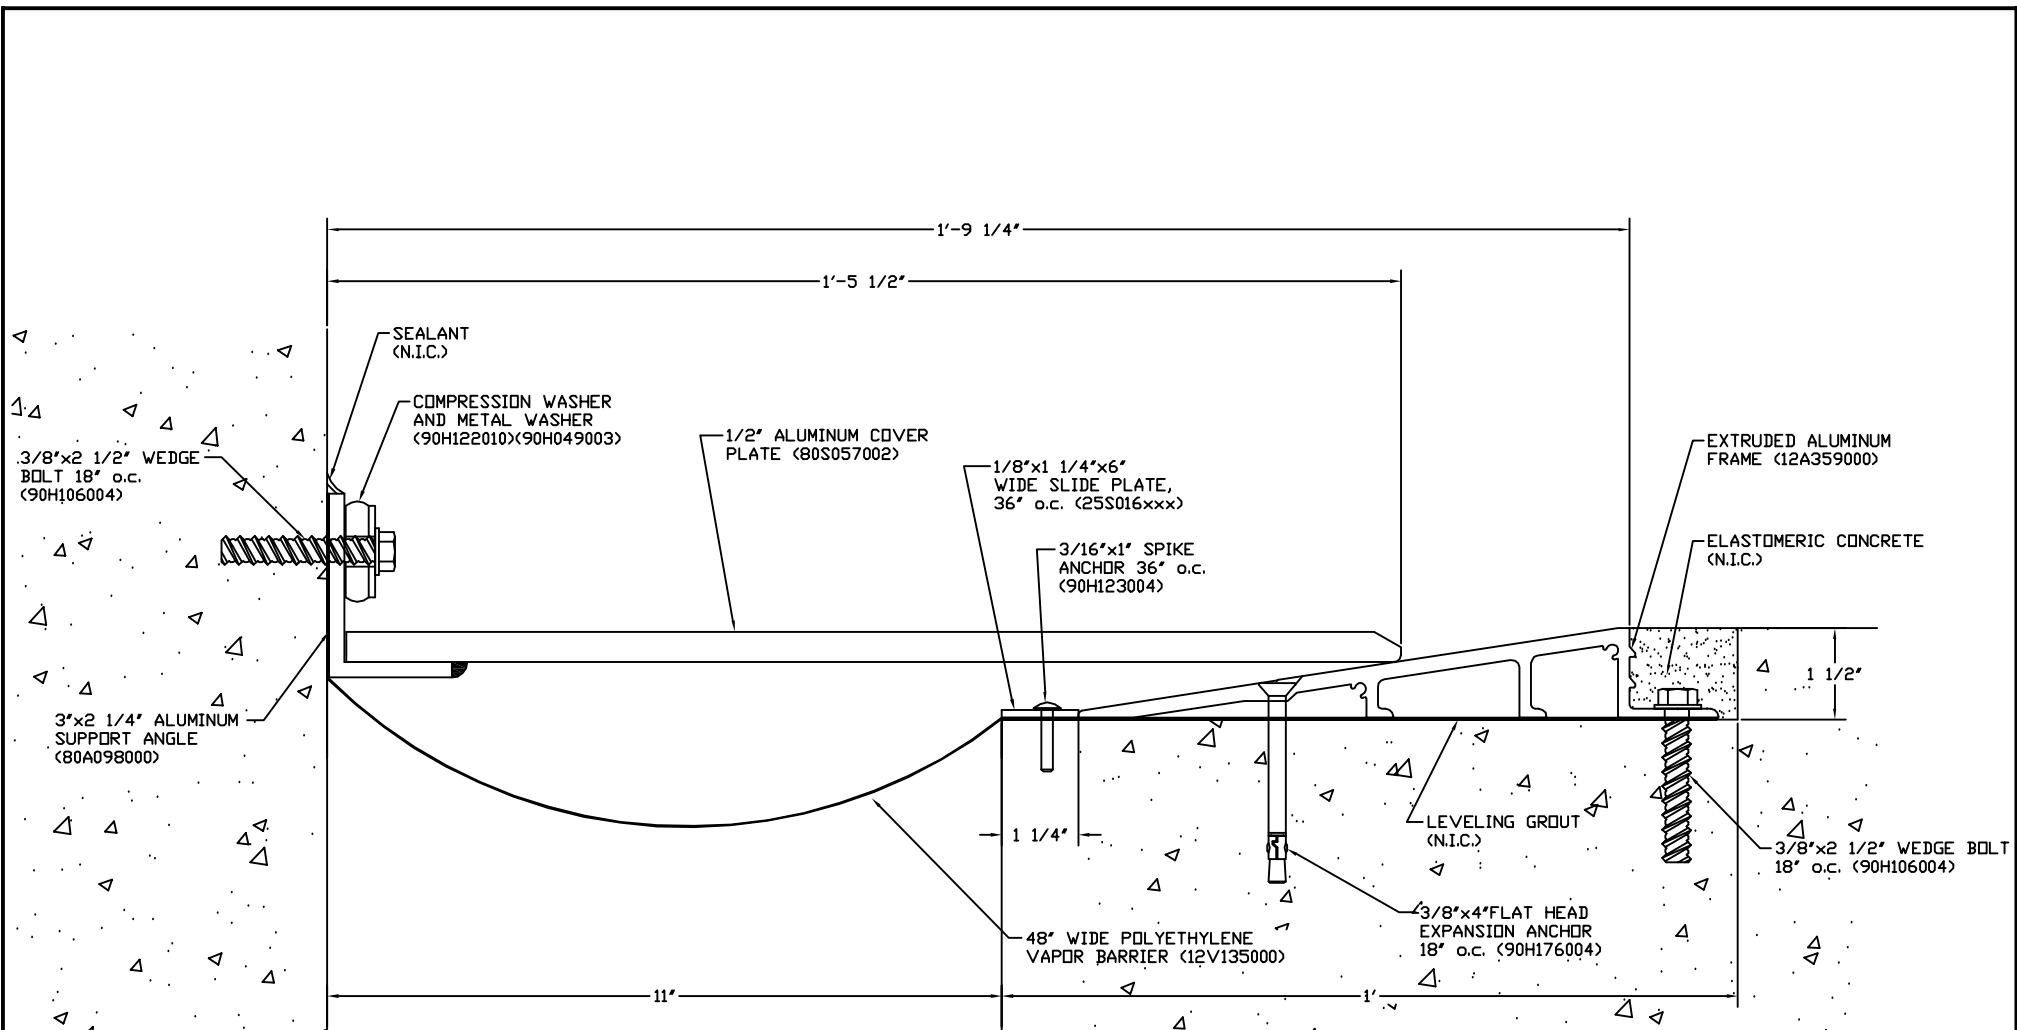 1'-9 1/4"
1'-5 1/2"
SEALANT
(N.I.C.)
COMPRESSION WASHER
AND METAL WASHER
(90H122010)(90H049003)
3/8"x2 1/2" WEDGE
BOLT 18" o.c.
(90H106004)
1/2" ALUMINUM COVER
PLATE (80S057002)
1/8"x1 1/4"x6"
WIDE SLIDE PLATE,
36" o.c. (25S016xxx)
EXTRUDED ALUMINUM
FRAME (12A359000)
3/16"x1" SPIKE
ANCHOR 36" o.c.
(90H123004)
ELASTOMERIC CONCRETE
(N.I.C.)
1 1/2"
3"x2 1/4" ALUMINUM
SUPPORT ANGLE
(80A098000)
1 1/4"
LEVELING GROUT
(N.I.C.)
3/8"x2 1/2" WEDGE BOLT
18" o.c. (90H106004)
3/8"x4"FLAT HEAD
EXPANSION ANCHOR
18" o.c. (90H176004)
48" WIDE POLYETHYLENE
VAPOR BARRIER (12V135000)
11"
1'